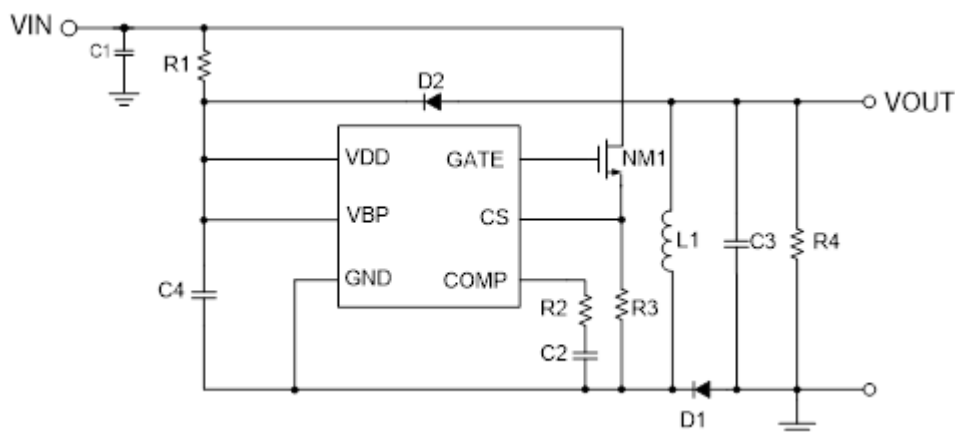 VIN
C1
R1
D2
VOUT
VDD
GATE
NM1
VBP
CS
L1
C3
R4
GND
COMP
C4
R2
R3
C2
D1